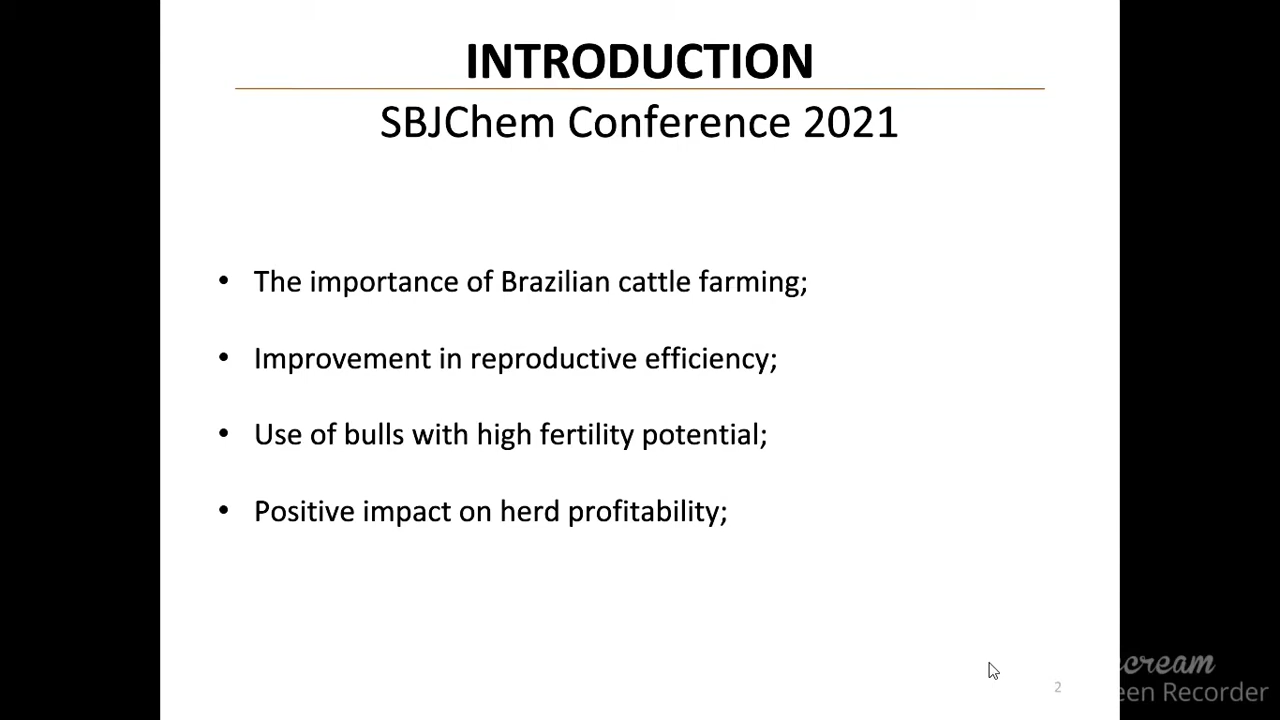 INTRODUCTION
SBJChem Conference 2021
• The importance of Brazilian cattle farming;
• Improvement in reproductive efficiency;
• Use of bulls with high fertility potential;
• Positive impact on herd profitability;
2
Recorder